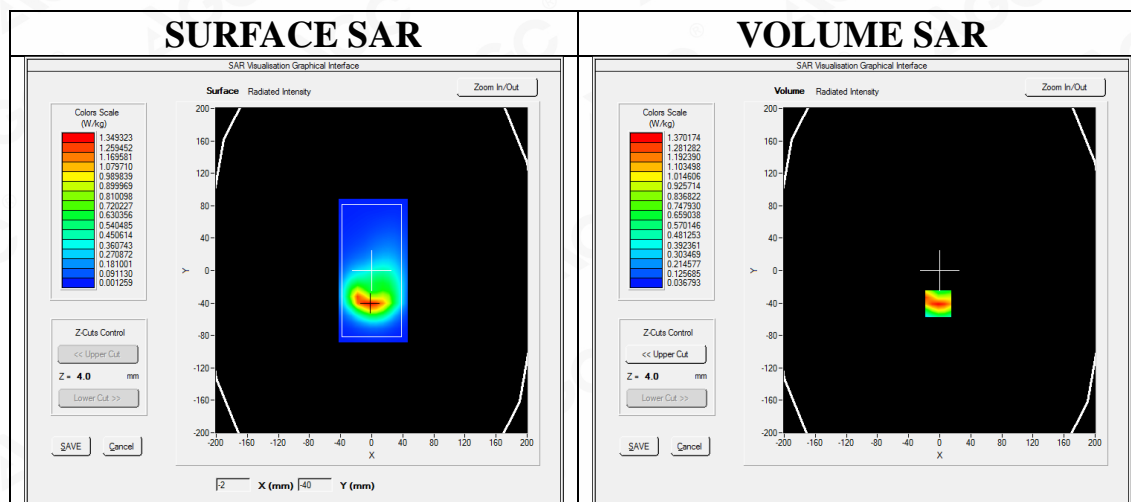 SURFACE SAR
SAR Visualisation Graphical Interface
Surface Radiated Intensity
Zoom In/Out
Colors Scale
(W/kg)
1.349323
1.259452
1.169581
1.079710
0.989839
0.899969
0.810098
0.720227
0.630356
0.540485
0.450614
0.360743
0.270872
0.181001
0.091130
0.001259
Z-Cuts Control
<< Upper Cut
Z = 4.0 mm
Lower Cut >>
SAVE Cancel
200
160
120
80
40
0
-40
-80
-120
-160
-200
Y
-200 -160 -120 -80 -40 0 40 80 120 160 200
X
-2 X (mm) -40 Y (mm)
VOLUME SAR
SAR Visualisation Graphical Interface
Volume Radiated Intensity
Zoom In/Out
Colors Scale
(W/kg)
1.370174
1.281282
1.192390
1.103498
1.014606
0.925714
0.836822
0.747930
0.659038
0.570146
0.481253
0.392361
0.303469
0.214577
0.125685
0.036793
Z-Cuts Control
<< Upper Cut
Z = 4.0 mm
Lower Cut >>
SAVE Cancel
200
160
120
80
40
0
-40
-80
-120
-160
-200
Y
-200 -160 -120 -80 -40 0 40 80 120 160 200
X